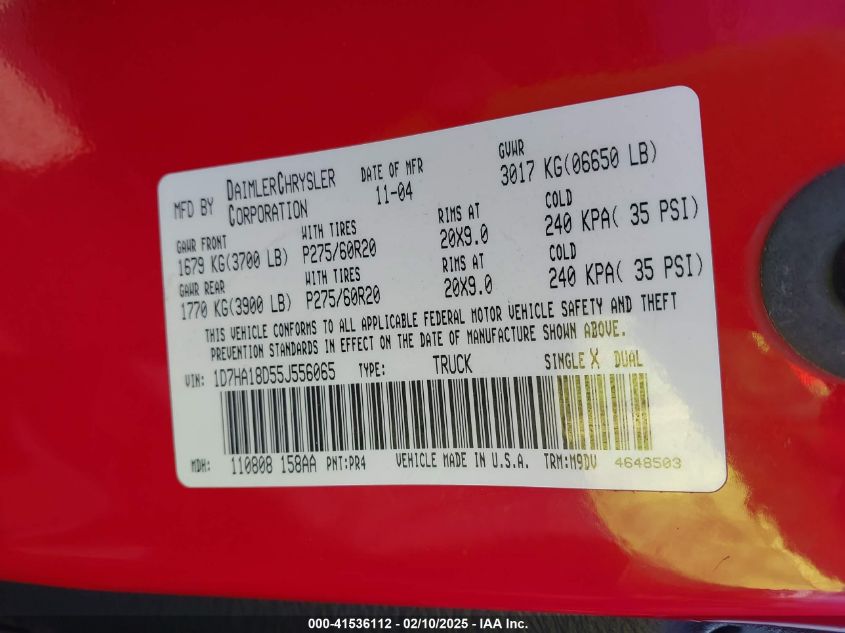 MFD BY DAIMLERCHRYSLER CORPORATION
DATE OF MFR 11-04
GVWR 3017 KG(06650 LB)
GAWR FRONT WITH TIRES RIMS AT COLD
1679 KG(3700 LB) P275/60R20 20X9.0 240 KPA( 35 PSI)
GAWR REAR WITH TIRES RIMS AT COLD
1770 KG(3900 LB) P275/60R20 20X9.0 240 KPA( 35 PSI)
THIS VEHICLE CONFORMS TO ALL APPLICABLE FEDERAL MOTOR VEHICLE SAFETY AND THEFT
PREVENTION STANDARDS IN EFFECT ON THE DATE OF MANUFACTURE SHOWN ABOVE.
VIN: 1D7HA18D55J556065 TYPE: TRUCK SINGLE X DUAL
MDH: 110808 158AA PNT:PR4 VEHICLE MADE IN U.S.A. TRM:M9DV 4648503
000-41536112 - 02/10/2025 - IAA Inc.